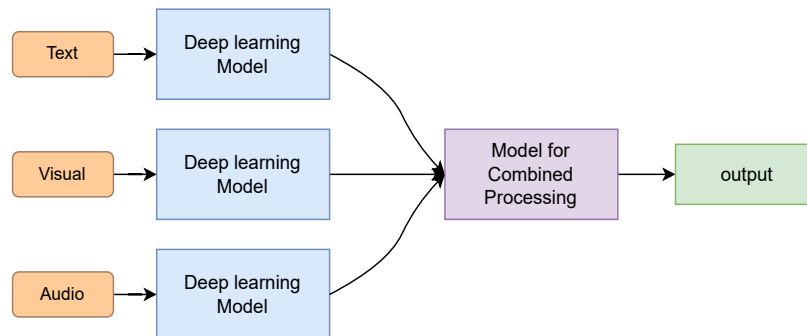 Text
Deep learning
Model
Visual
Deep learning
Model
Audio
Deep learning
Model
Model for
Combined
Processing
output